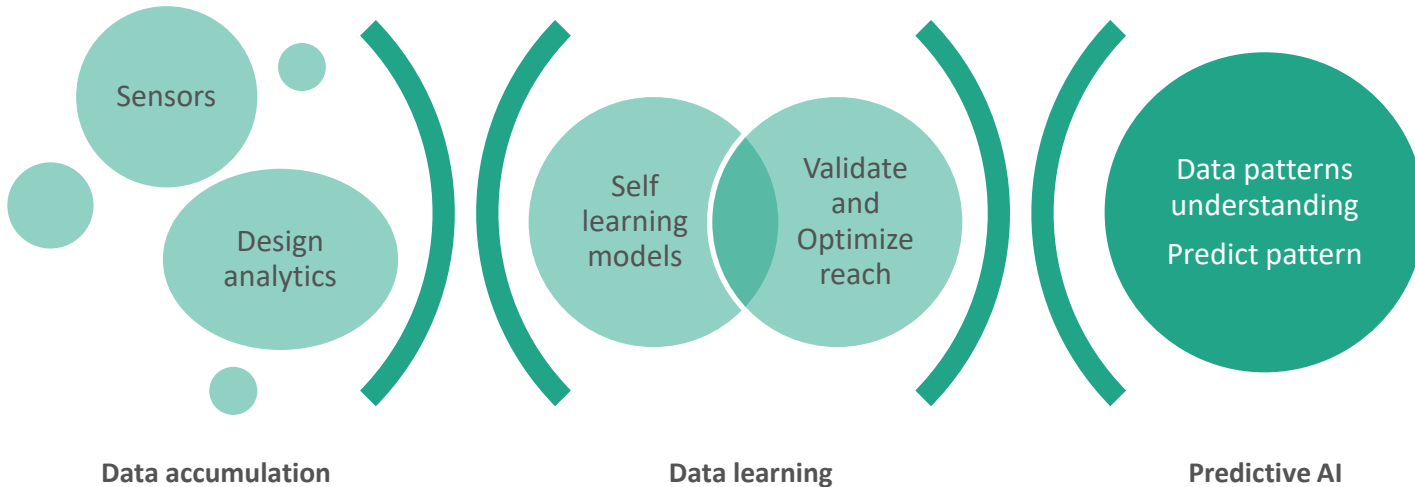 Sensors
Design
analytics
Self
learning
models
Validate
and
Optimize
reach
Data patterns
understanding
Predict pattern
Data accumulation
Data learning
Predictive AI